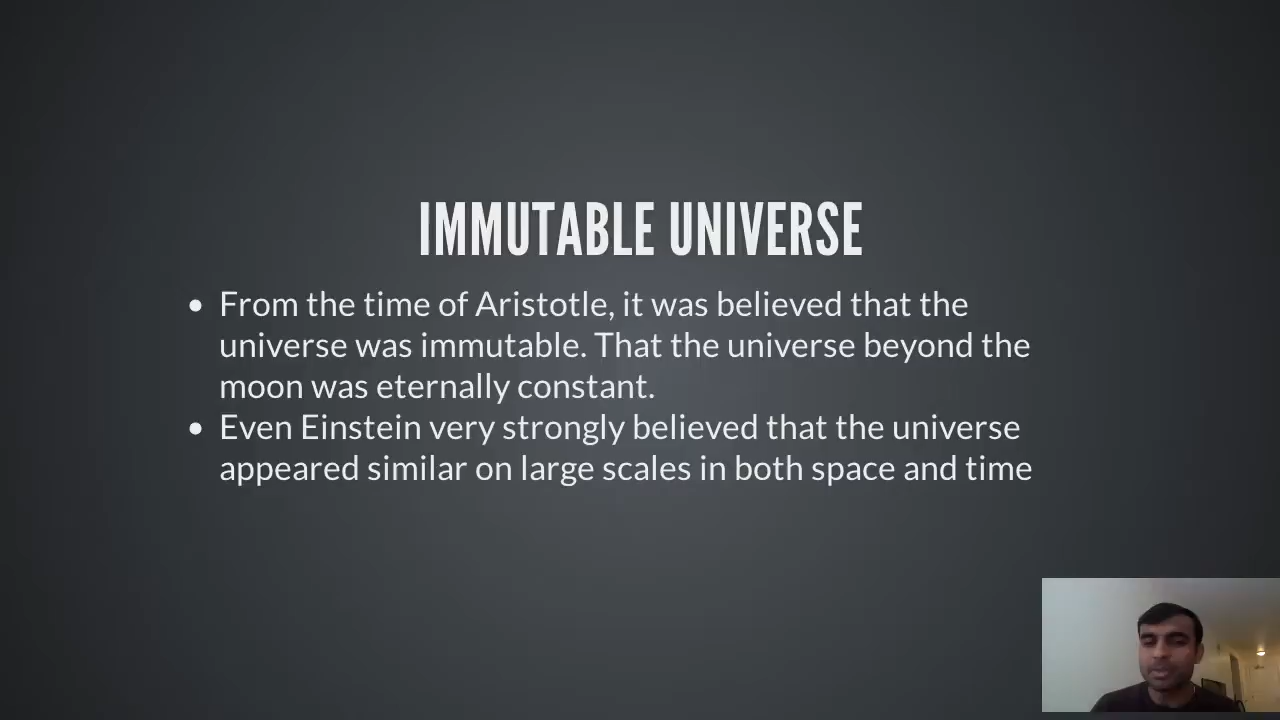 IMMUTABLE UNIVERSE
• From the time of Aristotle, it was believed that the
universe was immutable. That the universe beyond the
moon was eternally constant.
• Even Einstein very strongly believed that the universe
appeared similar on large scales in both space and time